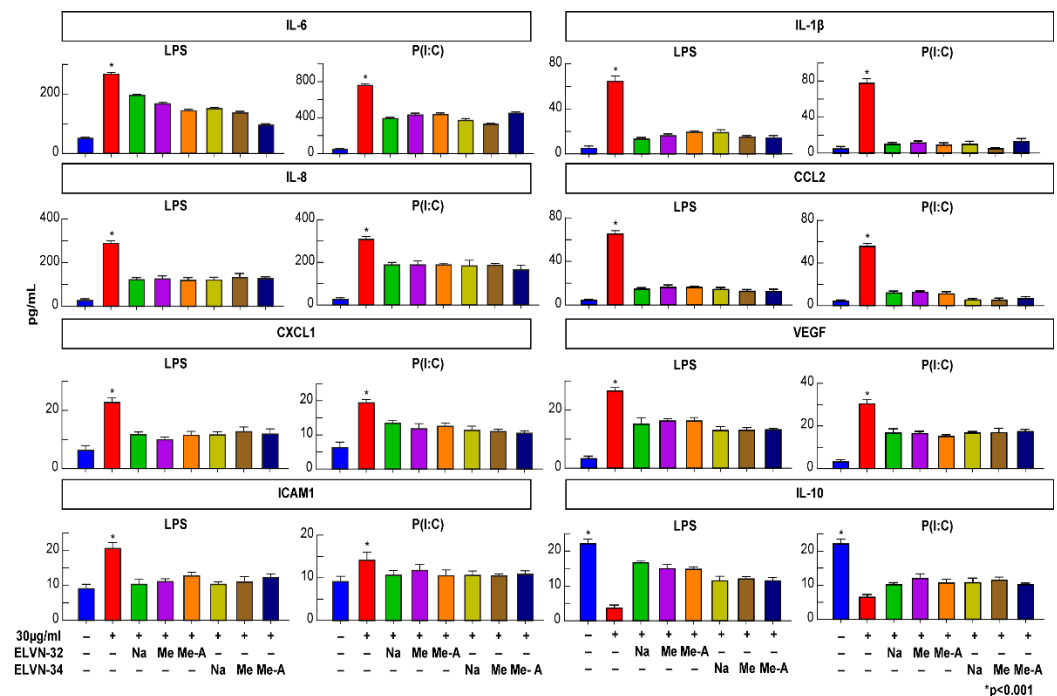 IL-6
IL-1β
LPS P(I:C) LPS P(I:C)
* * * *
200 800 80 80
400 40 40
0 0 0 0
IL-8
CCL2
LPS P(I:C) LPS P(I:C)
* * * *
400 400 80 80
200 200 40 40
0 0 0 0
pg/mL
CXCL1
VEGF
LPS P(I:C) LPS P(I:C)
* * * *
20 20 20 40
10 20
0 0 0 0
ICAM1
IL-10
LPS P(I:C) LPS P(I:C)
* * * *
20 20 20 20
10 10 10 10
0 0 0 0
30µg/ml – + + + + + + + – + + + + + + + – + + + + + + + – + + + + + + +
ELVN-32 Na Me Me-A Na Me Me-A Na Me Me-A Na Me Me-A
ELVN-34 Na Me Me-A Na Me Me- A Na Me Me-A Na Me Me-A
*p<0.001